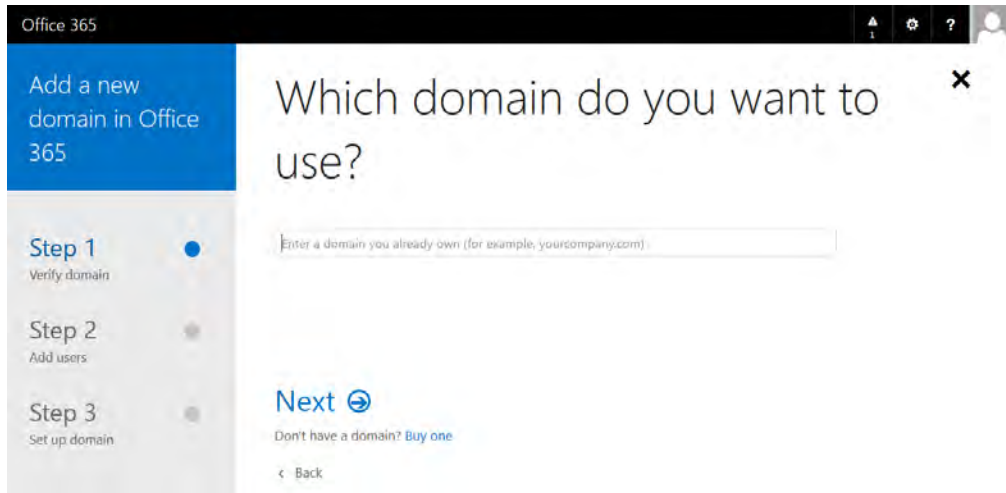 Office 365
1
?
Add a new
domain in Office
365
Which domain do you want to
use?
Enter a domain you already own (for example, yourcompany.com)
Step 1
Verify domain
Step 2
Add users
Step 3
Set up domain
Next
Don't have a domain? Buy one
< Back